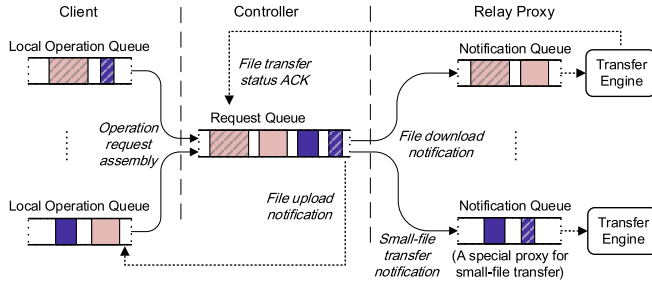 Client
Controller
Relay Proxy
Local Operation Queue
File transfer
status ACK
Notification Queue
Transfer
Engine
Operation
request
assembly
Request Queue
File download
notification
Local Operation Queue
File upload
notification
Small-file
transfer
notification
Notification Queue
(A special proxy for
small-file transfer)
Transfer
Engine